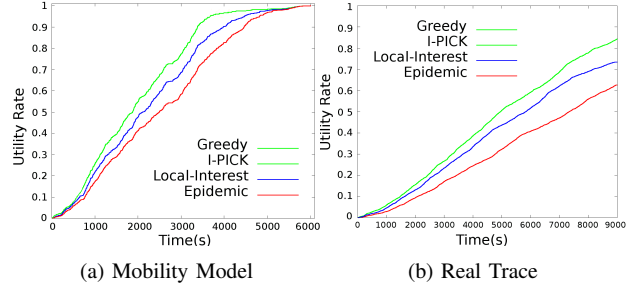 1
0.9
0.8
0.7
0.6
0.5
0.4
0.3
0.2
0.1
0
Utility Rate
Greedy
I-PICK
Local-Interest
Epidemic
0 1000 2000 3000 4000 5000 6000
Time(s)
(a) Mobility Model
1
0.9
0.8
0.7
0.6
0.5
0.4
0.3
0.2
0.1
0
Utility Rate
Greedy
I-PICK
Local-Interest
Epidemic
0 1000 2000 3000 4000 5000 6000 7000 8000 9000
Time(s)
(b) Real Trace